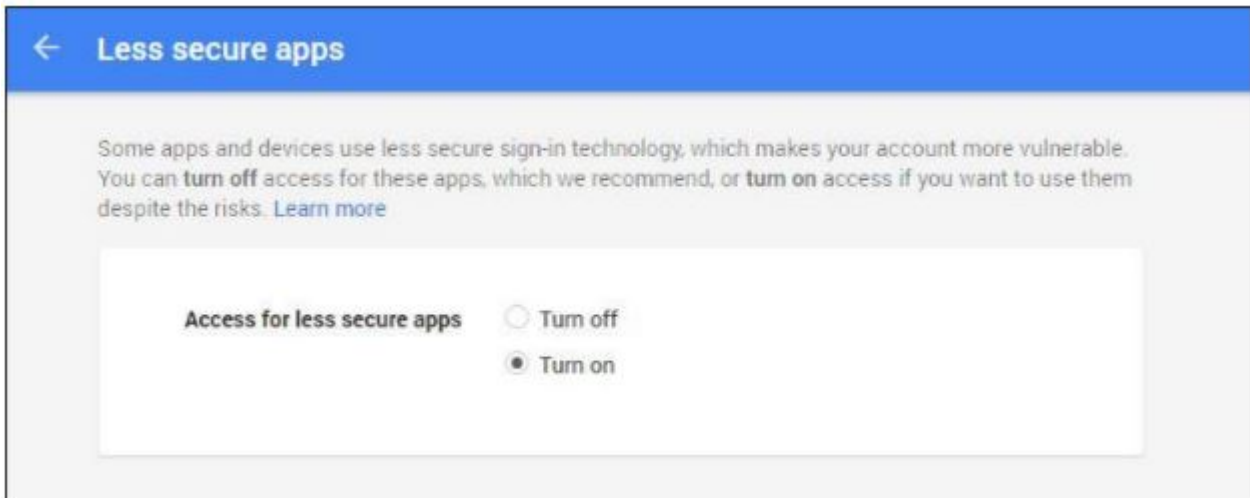 Less secure apps
Some apps and devices use less secure sign-in technology, which makes your account more vulnerable.
You can turn off access for these apps, which we recommend, or turn on access if you want to use them
despite the risks. Learn more
Access for less secure apps
Turn off
Turn on